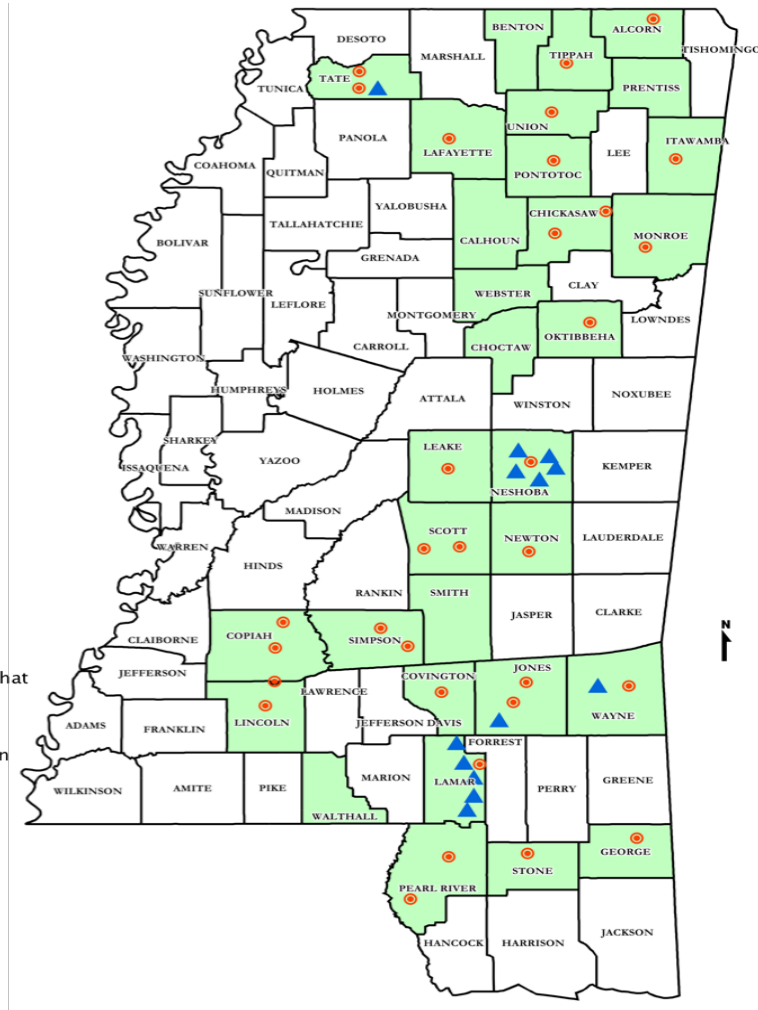 BENTON
ALCORN
DESOTO
TISHOMINGO
MARSHALL
TIPPAH
TATE
TUNICA
PRENTISS
UNION
PANOLA
LAFAYETTE
LEE
ITAWAMBA
COAHOMA
QUITMAN
PONTOTOC
YALOBUSHA
CHICKASAW
TALLAHATCHIE
MONROE
BOLIVAR
CALHOUN
GRENADA
CLAY
SUNFLOWER
WEBSTER
LEFLORE
MONTGOMERY
LOWNDES
OKTIBBEHA
CARROLL
CHOCTAW
WASHINGTON
HUMPHREYS
HOLMES
ATTALA
NOXUBEE
WINSTON
SHARKEY
LEAKE
YAZOO
ISSAQUENA
KEMPER
NESHOBA
MADISON
SCOTT
NEWTON
LAUDERDALE
WARREN
HINDS
RANKIN
SMITH
JASPER
CLARKE
N
CLAIBORNE
COPIAH
SIMPSON
JEFFERSON
COVINGTON
JONES
hat
LAWRENCE
WAYNE
ADAMS
LINCOLN
JEFFERSON DAVIS
FRANKLIN
FORREST
n
MARION
LAMAR
GREENE
WILKINSON
AMITE
PIKE
PERRY
WALTHALL
GEORGE
STONE
PEARL RIVER
JACKSON
HANCOCK
HARRISON